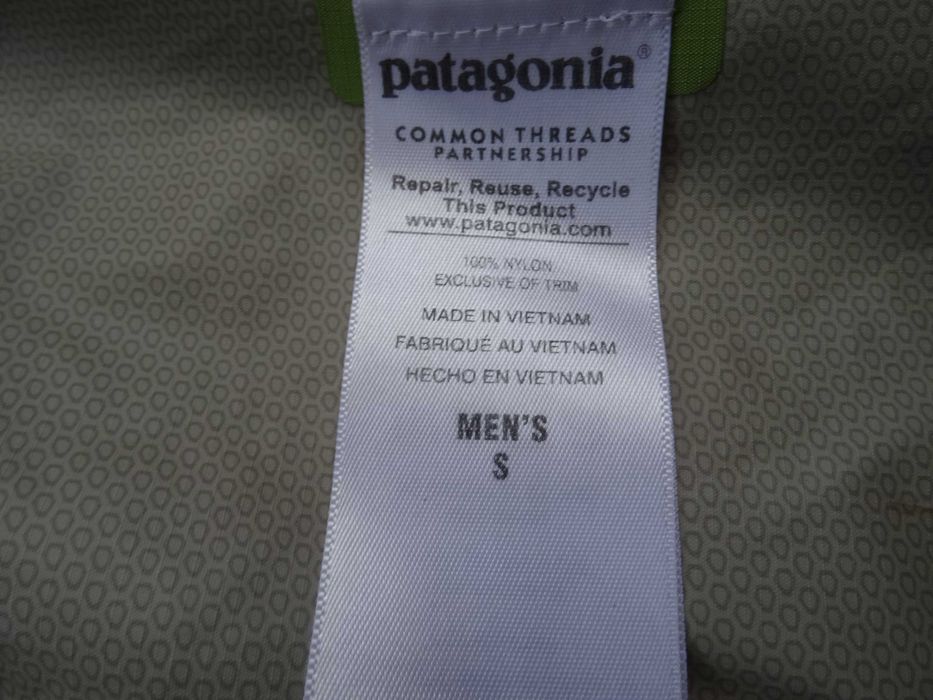 patagonia®
COMMON THREADS
PARTNERSHIP
Repair, Reuse, Recycle
This Product
www.patagonia.com
100% NYLON
EXCLUSIVE OF TRIM
MADE IN VIETNAM
FABRIQUÉ AU VIETNAM
HECHO EN VIETNAM
MEN'S
S